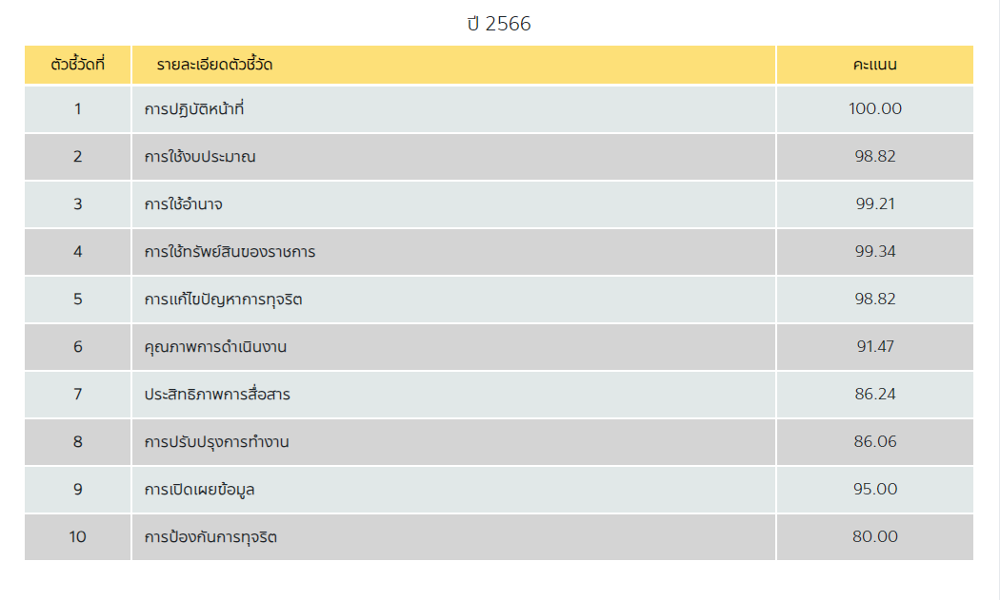 ปี 2566
ตัวชี้วัดที่ รายละเอียดตัวชี้วัด คะแนน
1 การปฏิบัติหน้าที่ 100.00
2 การใช้งบประมาณ 98.82
3 การใช้อำนาจ 99.21
4 การใช้ทรัพย์สินของราชการ 99.34
5 การแก้ไขปัญหาการทุจริต 98.82
6 คุณภาพการดำเนินงาน 91.47
7 ประสิทธิภาพการสื่อสาร 86.24
8 การปรับปรุงการทำงาน 86.06
9 การเปิดเผยข้อมูล 95.00
10 การป้องกันการทุจริต 80.00